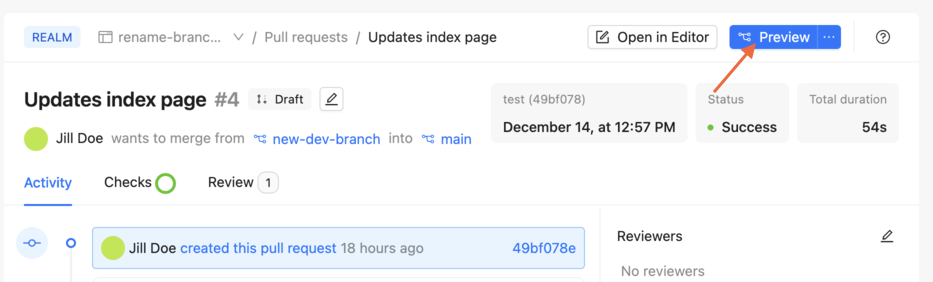 REALM rename-branc... / Pull requests / Updates index page Open in Editor Preview ...
Updates index page #4 Draft
test (49bf078) Status Total duration
December 14, at 12:57 PM Success 54s
Jill Doe wants to merge from new-dev-branch into main
Activity Checks Review 1
Jill Doe created this pull request 18 hours ago 49bf078e
Reviewers
No reviewers